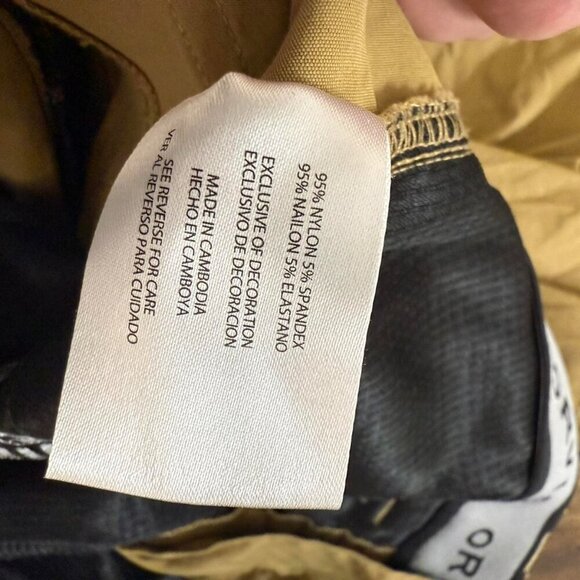 95% NYLON 5% SPANDEX
95% NAILON 5% ELASTANO
EXCLUSIVE OF DECORATION
EXCLUSIVO DE DECORACION
MADE IN CAMBODIA
HECHO EN CAMBOYA
SEE REVERSE FOR CARE
VER AL REVERSO PARA CUIDADO
OR